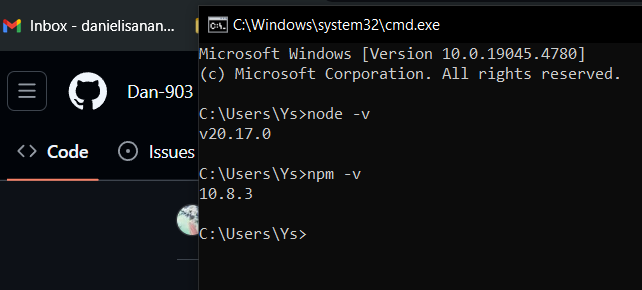 Inbox - danielisanan...
Dan-903
Code
Issues
C:\Windows\system32\cmd.exe
Microsoft Windows [Version 10.0.19045.4780]
(c) Microsoft Corporation. All rights reserved.
C:\Users\Ys>node -v
v20.17.0
C:\Users\Ys>npm -v
10.8.3
C:\Users\Ys>